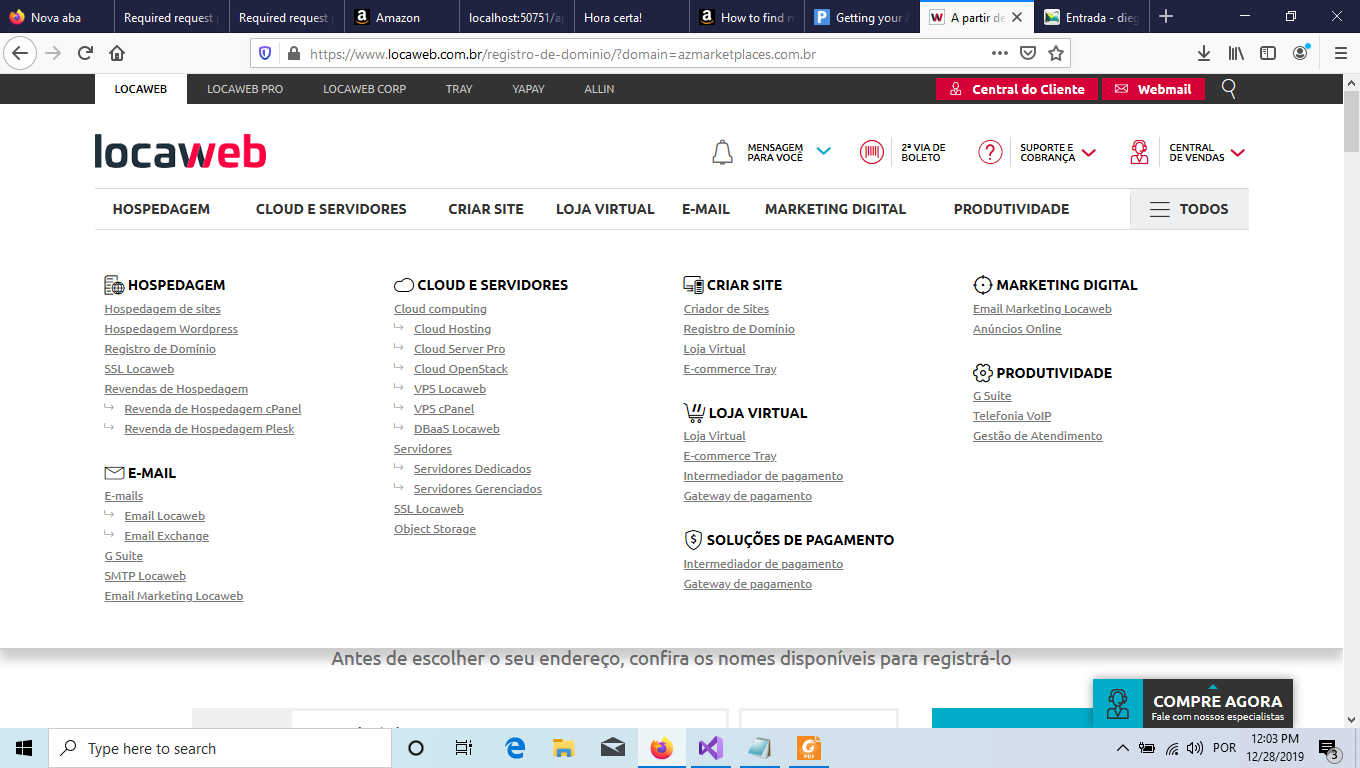 Nova aba
Required request
Required request
Amazon
localhost:50751/a
Hora certa!
How to find
Getting your
A partir de
Entrada - dieg
https://www.locaweb.com.br/registro-de-dominio/?domain=azmarketplaces.com.br
LOCAWEB
LOCAWEB PRO
LOCAWEB CORP
TRAY
YAPAY
ALLIN
Central do Cliente
Webmail
locaweb
MENSAGEM
PARA VOCÊ
2ª VIA DE
BOLETO
SUPORTE E
COBRANÇA
CENTRAL
DE VENDAS
HOSPEDAGEM
CLOUD E SERVIDORES
CRIAR SITE
LOJA VIRTUAL
E-MAIL
MARKETING DIGITAL
PRODUTIVIDADE
TODOS
HOSPEDAGEM
Hospedagem de sites
Hospedagem Wordpress
Registro de Domínio
SSL Locaweb
Revendas de Hospedagem
Revenda de Hospedagem cPanel
Revenda de Hospedagem Plesk
E-MAIL
E-mails
Email Locaweb
Email Exchange
G Suite
SMTP Locaweb
Email Marketing Locaweb
CLOUD E SERVIDORES
Cloud computing
Cloud Hosting
Cloud Server Pro
Cloud OpenStack
VPS Locaweb
VPS cPanel
DBaaS Locaweb
Servidores
Servidores Dedicados
Servidores Gerenciados
SSL Locaweb
Object Storage
CRIAR SITE
Criador de Sites
Registro de Domínio
Loja Virtual
E-commerce Tray
LOJA VIRTUAL
Loja Virtual
E-commerce Tray
Intermediador de pagamento
Gateway de pagamento
SOLUÇÕES DE PAGAMENTO
Intermediador de pagamento
Gateway de pagamento
MARKETING DIGITAL
Email Marketing Locaweb
Anúncios Online
PRODUTIVIDADE
G Suite
Telefonia VoIP
Gestão de Atendimento
Antes de escolher o seu endereço, confira os nomes disponíveis para registrá-lo
COMPRE AGORA
Fale com nossos especialistas
Type here to search
POR
12:03 PM
12/28/2019
3